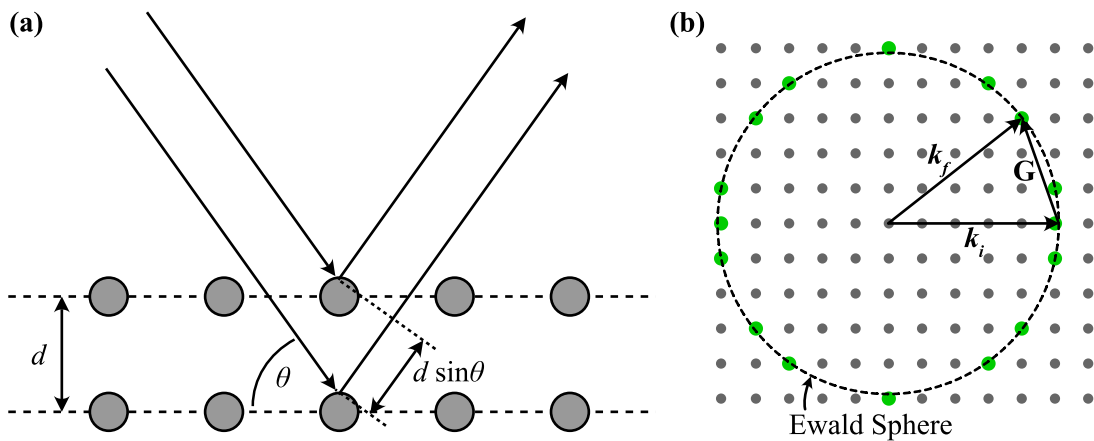 (a)
d
θ
d sinθ
(b)
k_f
G
k_i
Ewald Sphere